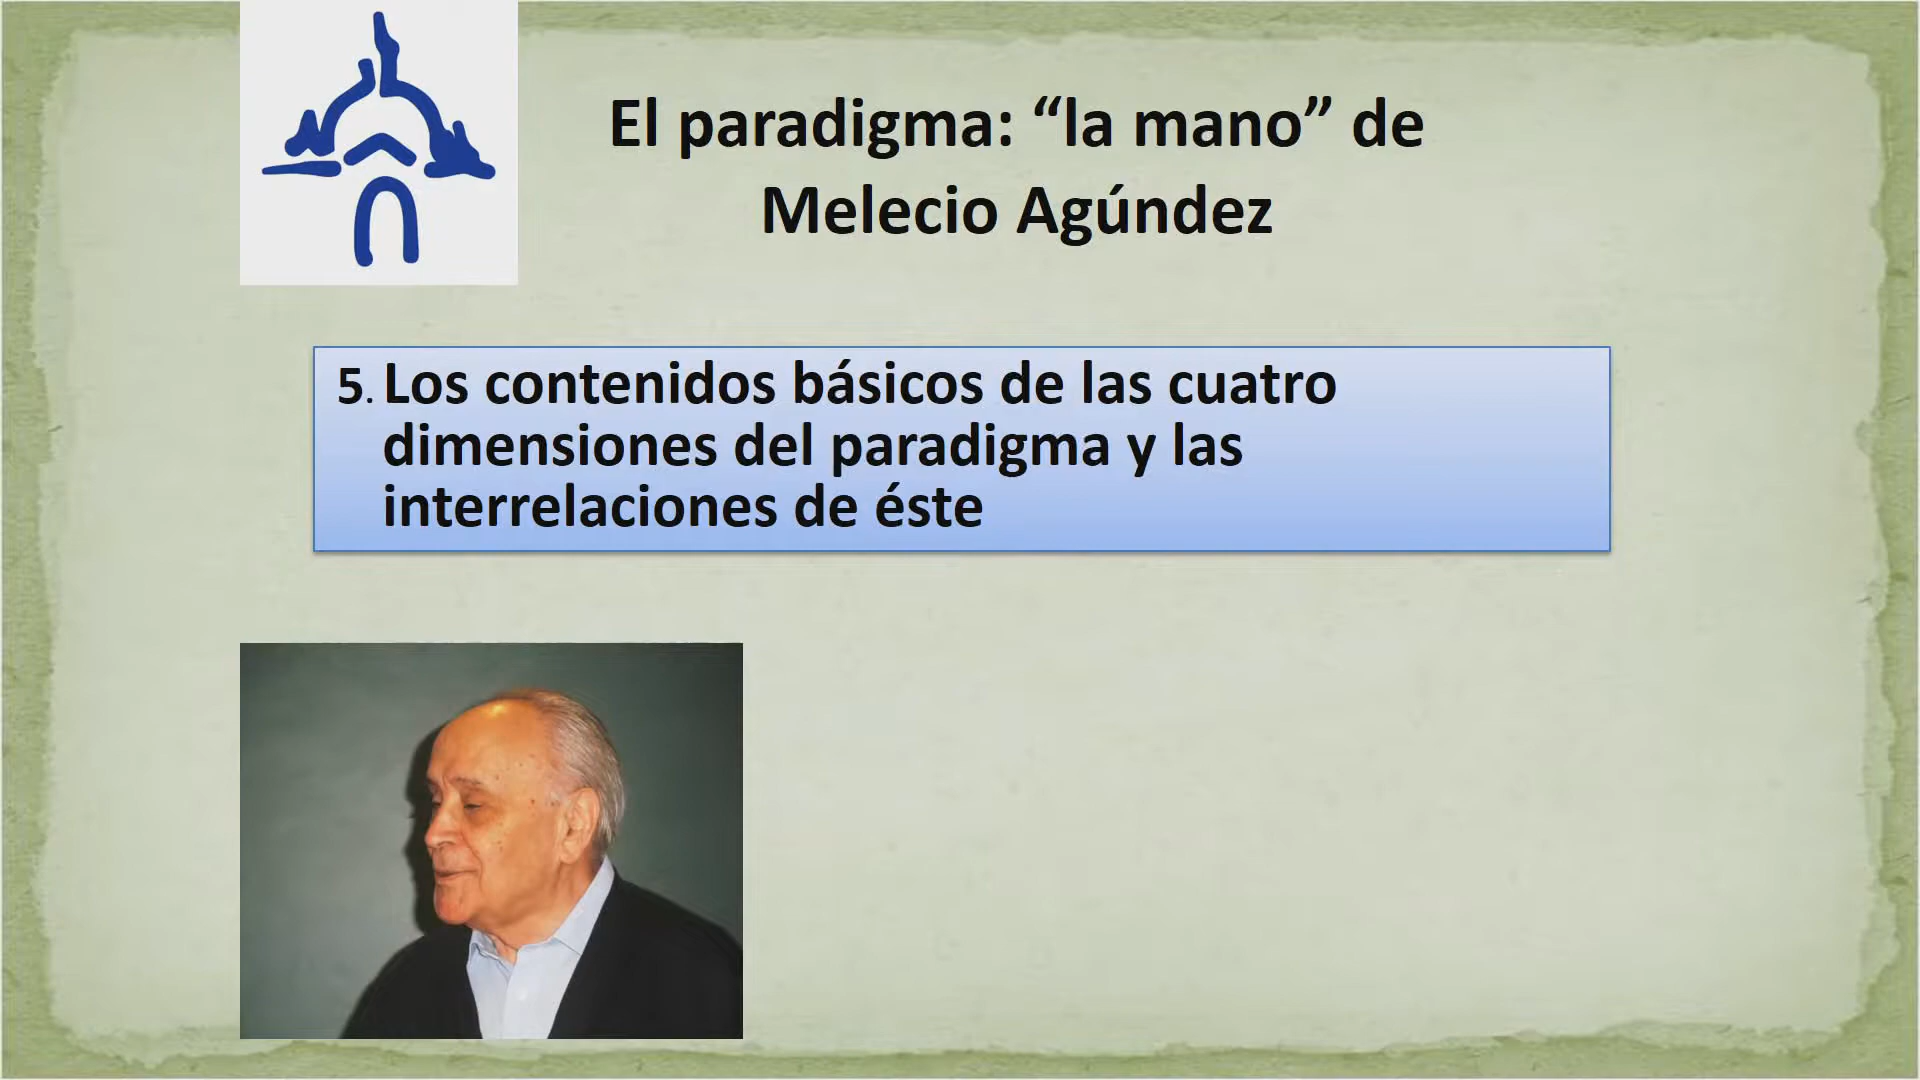 El paradigma: “la mano” de
Melecio Agúndez
5. Los contenidos básicos de las cuatro
dimensiones del paradigma y las
interrelaciones de éste